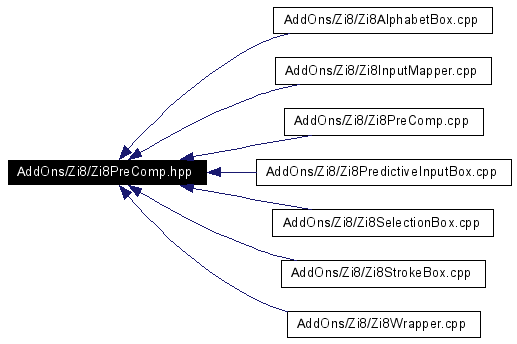 AddOns/Zi8/Zi8AlphabetBox.cpp
AddOns/Zi8/Zi8InputMapper.cpp
AddOns/Zi8/Zi8PreComp.cpp
AddOns/Zi8/Zi8PreComp.hpp
AddOns/Zi8/Zi8PredictiveInputBox.cpp
AddOns/Zi8/Zi8SelectionBox.cpp
AddOns/Zi8/Zi8StrokeBox.cpp
AddOns/Zi8/Zi8Wrapper.cpp